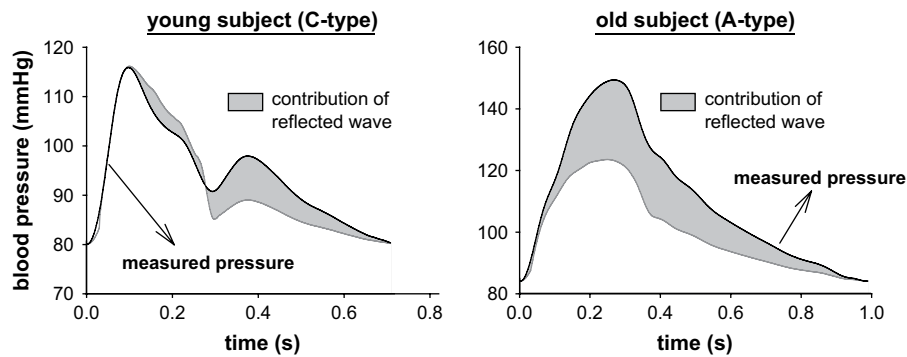 young subject (C-type)
blood pressure (mmHg)
120
110
100
90
80
70
contribution of
reflected wave
measured pressure
0.0
0.2
0.4
0.6
0.8
time (s)
old subject (A-type)
160
140
120
100
80
contribution of
reflected wave
measured pressure
0.0
0.2
0.4
0.6
0.8
1.0
time (s)